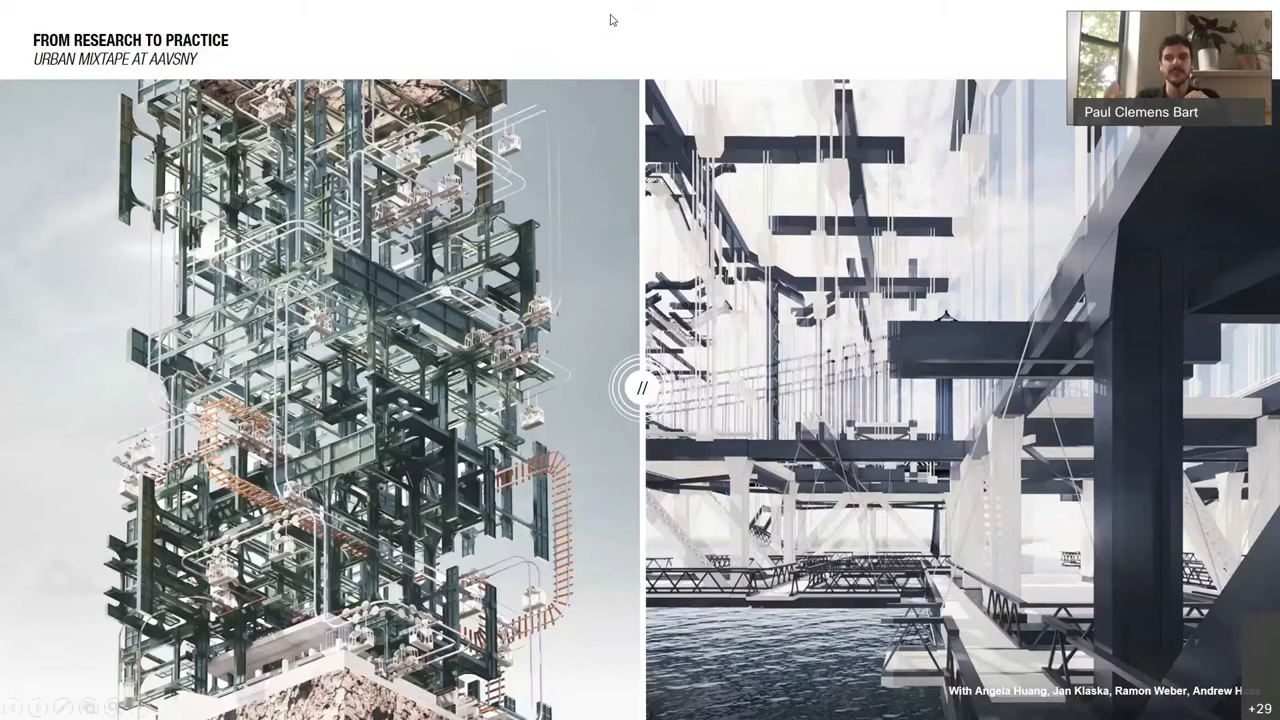 FROM RESEARCH TO PRACTICE
URBAN MIXTAPE AT AAVSNY
Paul Clemens Bart
//
With Angela Huang, Jan Klaska, Ramon Weber, Andrew
+29